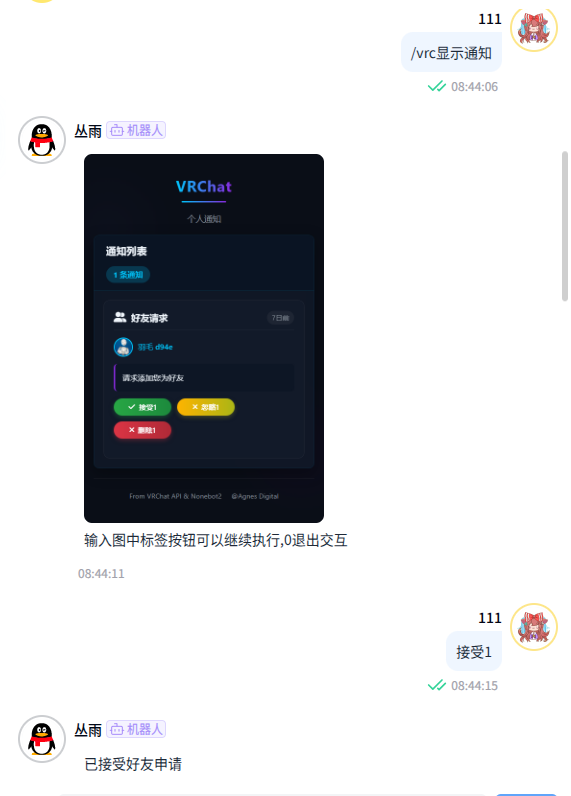 111
/vrc显示通知
08:44:06
丛雨 机器人
VRChat
个人通知
通知列表
1 条通知
好友请求 7日前
羽毛 d94e
请求添加您为好友
接受1 忽略1
删除1
From VRChat API & Nonebot2 @Agnes Digital
输入图中标签按钮可以继续执行,0退出交互
08:44:11
111
接受1
08:44:15
丛雨 机器人
已接受好友申请